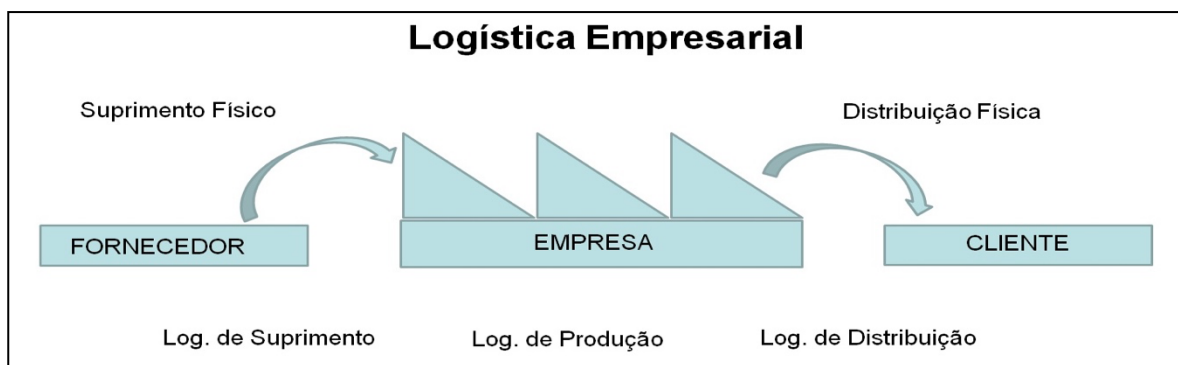 Logística Empresarial
Suprimento Físico
Distribuição Física
FORNECEDOR
EMPRESA
CLIENTE
Log. de Suprimento
Log. de Produção
Log. de Distribuição